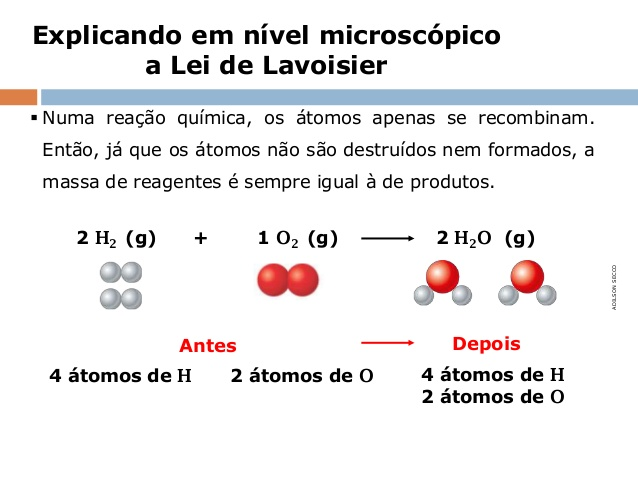 Explicando em nível microscópico
a Lei de Lavoisier
▪ Numa reação química, os átomos apenas se recombinam.
Então, já que os átomos não são destruídos nem formados, a
massa de reagentes é sempre igual à de produtos.
2 H₂ (g) + 1 O₂ (g) → 2 H₂O (g)
ADILSON SECCO
Antes → Depois
4 átomos de H 2 átomos de O 4 átomos de H
2 átomos de O